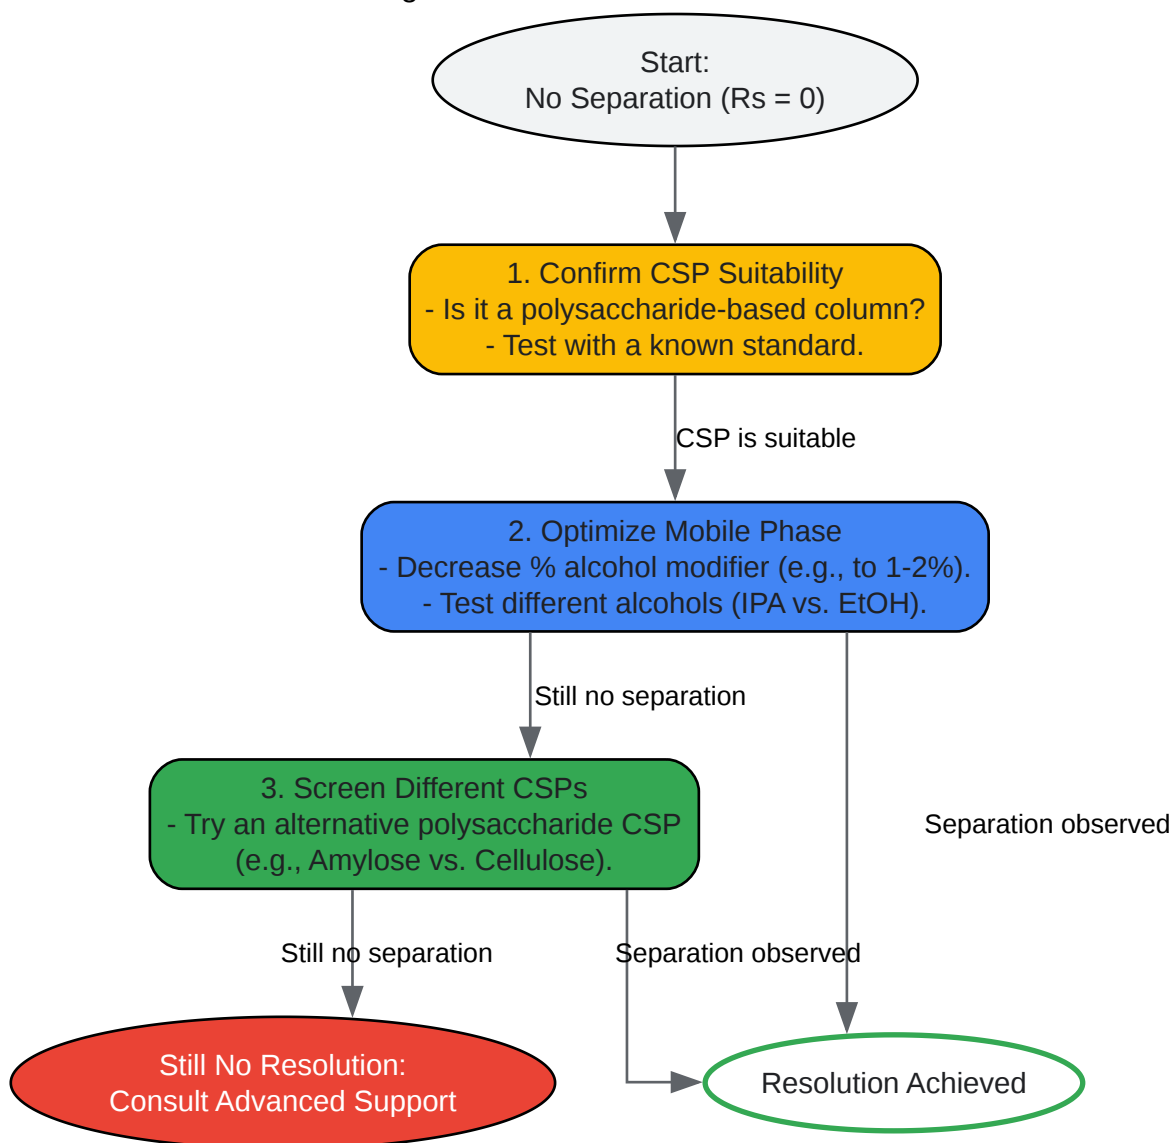 Start:
No Separation (Rs = 0)
1. Confirm CSP Suitability
- Is it a polysaccharide-based column?
- Test with a known standard.
CSP is suitable
2. Optimize Mobile Phase
- Decrease % alcohol modifier (e.g., to 1-2%).
- Test different alcohols (IPA vs. EtOH).
Still no separation
3. Screen Different CSPs
- Try an alternative polysaccharide CSP
(e.g., Amylose vs. Cellulose).
Separation observed
Still no separation
Separation observed
Still No Resolution:
Consult Advanced Support
Resolution Achieved